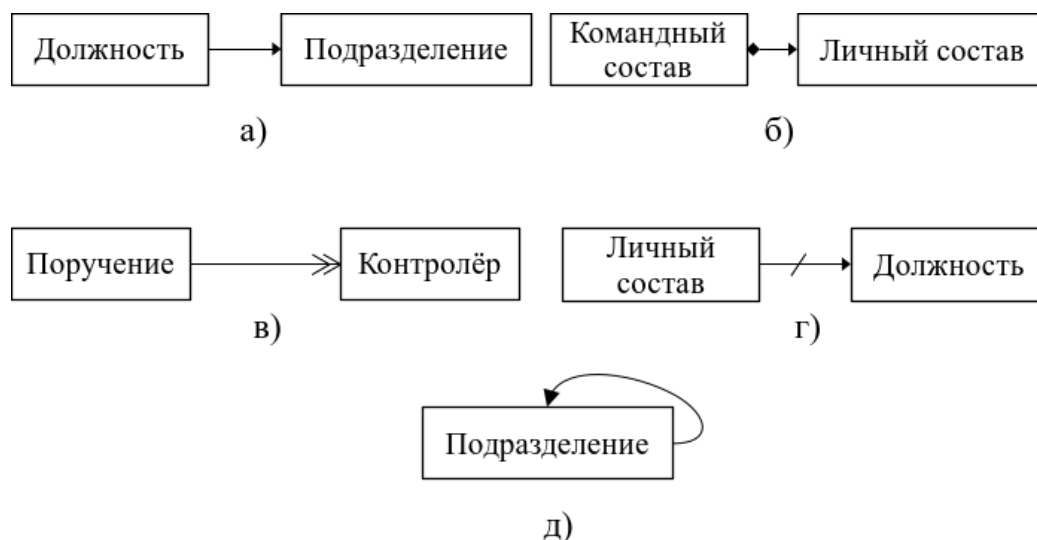 Должность
Подразделение
Командный
состав
Личный состав
а)
б)
Поручение
Контролёр
Личный
состав
Должность
в)
г)
Подразделение
д)